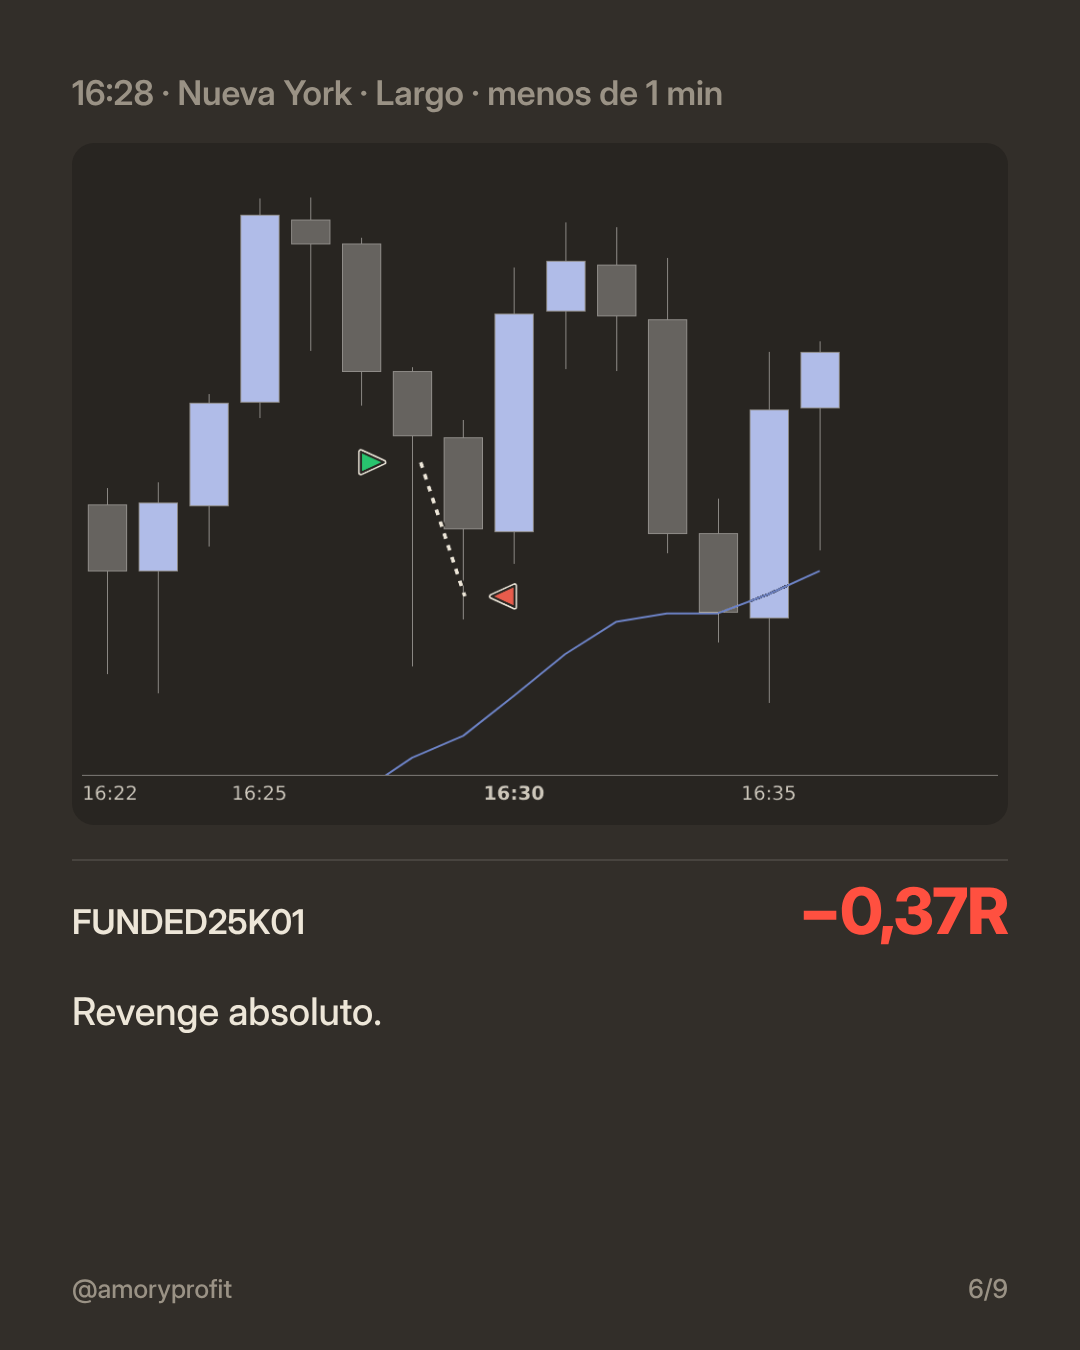 16:28 · Nueva York · Largo · menos de 1 min
16:22 16:25 16:30 16:35
FUNDED25K01
–0,37R
Revenge absoluto.
@amoryprofit
6/9